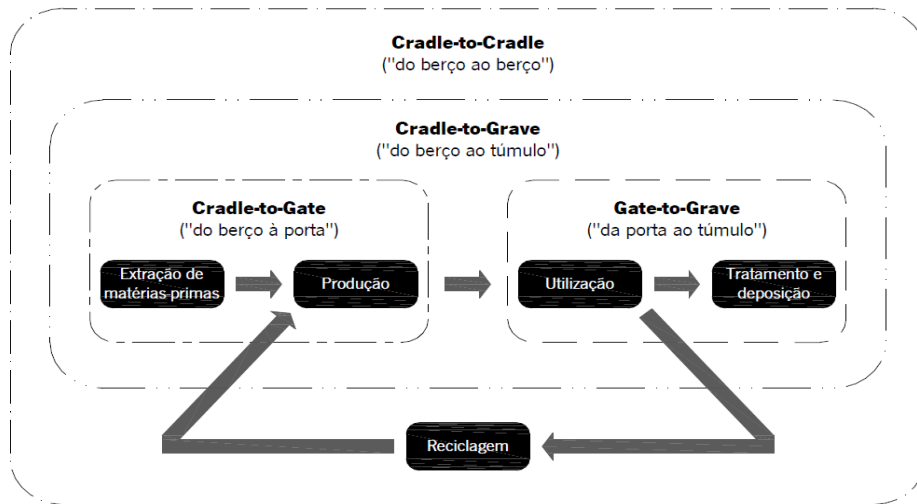 Cradle-to-Cradle
("do berço ao berço")
Cradle-to-Grave
("do berço ao túmulo")
Cradle-to-Gate
("do berço à porta")
Gate-to-Grave
("da porta ao túmulo")
Extração de
matérias-primas
Produção
Utilização
Tratamento e
deposição
Reciclagem